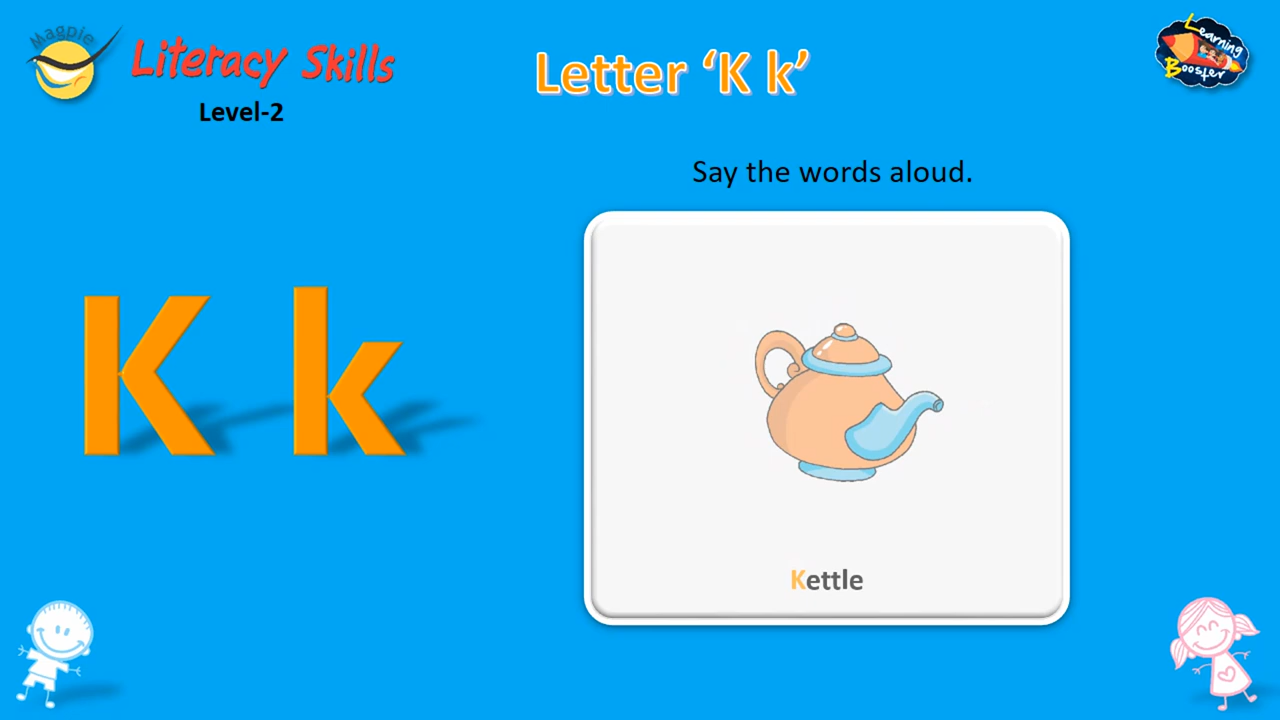 Magpie
Literacy Skills
Level-2
Letter ‘K k’
Learning
Booster
Say the words aloud.
K k
Kettle